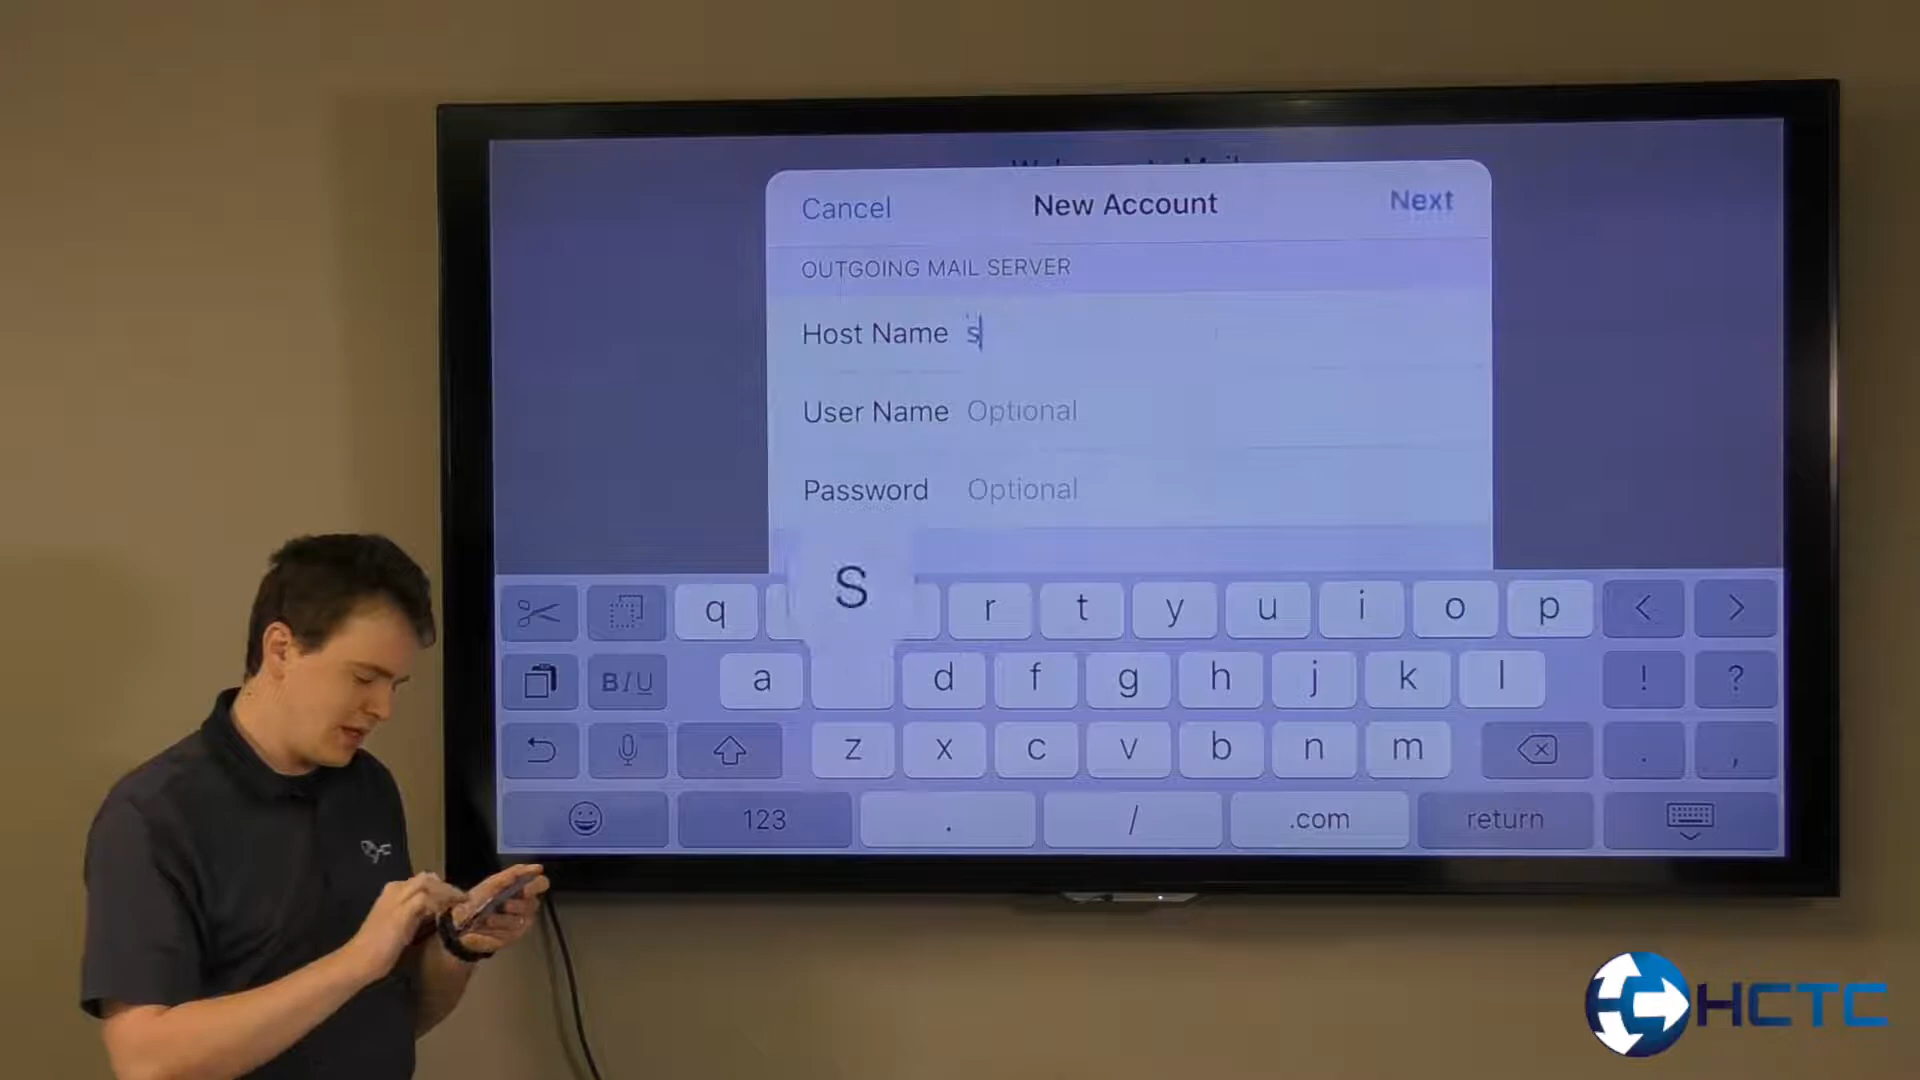 Cancel New Account Next
OUTGOING MAIL SERVER
Host Name s
User Name Optional
Password Optional
S
q r t y u i o p < >
B/U a d f g h j k l ! ?
z x c v b n m . ,
123 . / .com return
HCTC